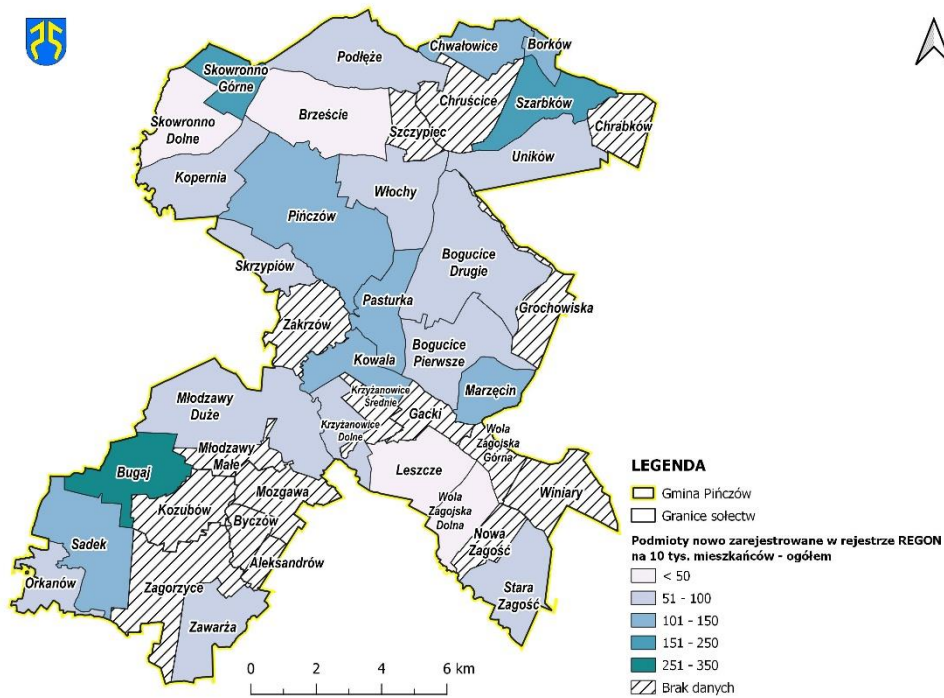 Podłęże
Chwałowice
Borków
Skowronno
Górne
Chruścice
Szarbków
Brzeście
Szczypiec
Chrabków
Skowronno
Dolne
Uników
Kopernia
Włochy
Pińczów
Bogucice
Drugie
Skrzypiów
Pasturka
Grochowiska
Zakrzów
Bogucice
Pierwsze
Kowala
Marzęcin
Krzyżanowice
Średnie
Młodzawy
Duże
Gacki
Krzyżanowice
Dolne
Wola
Zagojska
Górna
Młodzawy
Małe
Leszcze
Bugaj
Mozgawa
Winiary
Kozubów
Wola
Zagojska
Dolna
Byczów
Nowa
Zagość
Sadek
Aleksandrów
Orkanów
Zagorzyce
Stara
Zagość
Zawarża
0 2 4 6 km
LEGENDA
Gmina Pińczów
Granice sołectw
Podmioty nowo zarejestrowane w rejestrze REGON
na 10 tys. mieszkańców - ogółem
< 50
51 - 100
101 - 150
151 - 250
251 - 350
Brak danych